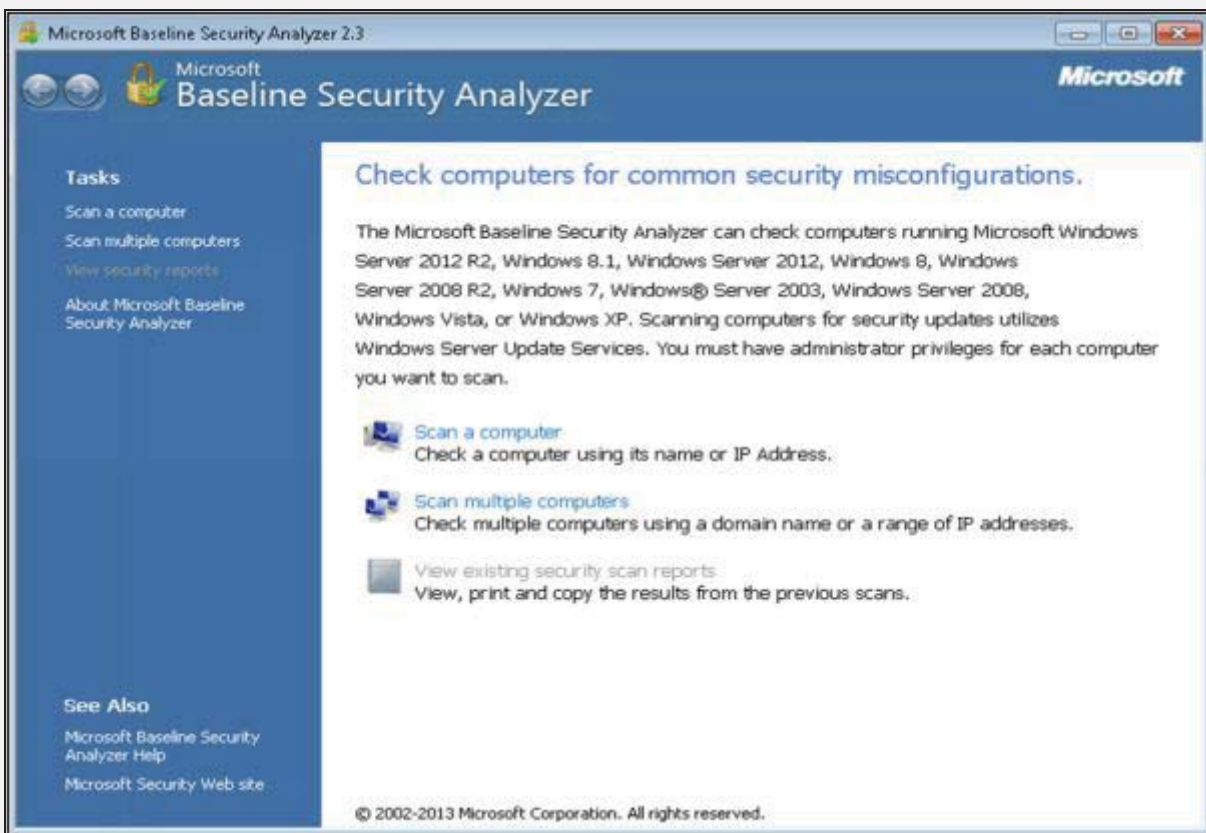 Microsoft Baseline Security Analyzer 2.3
Microsoft
Baseline Security Analyzer
Microsoft
Tasks
Scan a computer
Scan multiple computers
View security reports
About Microsoft Baseline
Security Analyzer
Check computers for common security misconfigurations.
The Microsoft Baseline Security Analyzer can check computers running Microsoft Windows
Server 2012 R2, Windows 8.1, Windows Server 2012, Windows 8, Windows
Server 2008 R2, Windows 7, Windows® Server 2003, Windows Server 2008,
Windows Vista, or Windows XP. Scanning computers for security updates utilizes
Windows Server Update Services. You must have administrator privileges for each computer
you want to scan.
Scan a computer
Check a computer using its name or IP Address.
Scan multiple computers
Check multiple computers using a domain name or a range of IP addresses.
View existing security scan reports
View, print and copy the results from the previous scans.
See Also
Microsoft Baseline Security
Analyzer Help
Microsoft Security Web site
© 2002-2013 Microsoft Corporation. All rights reserved.